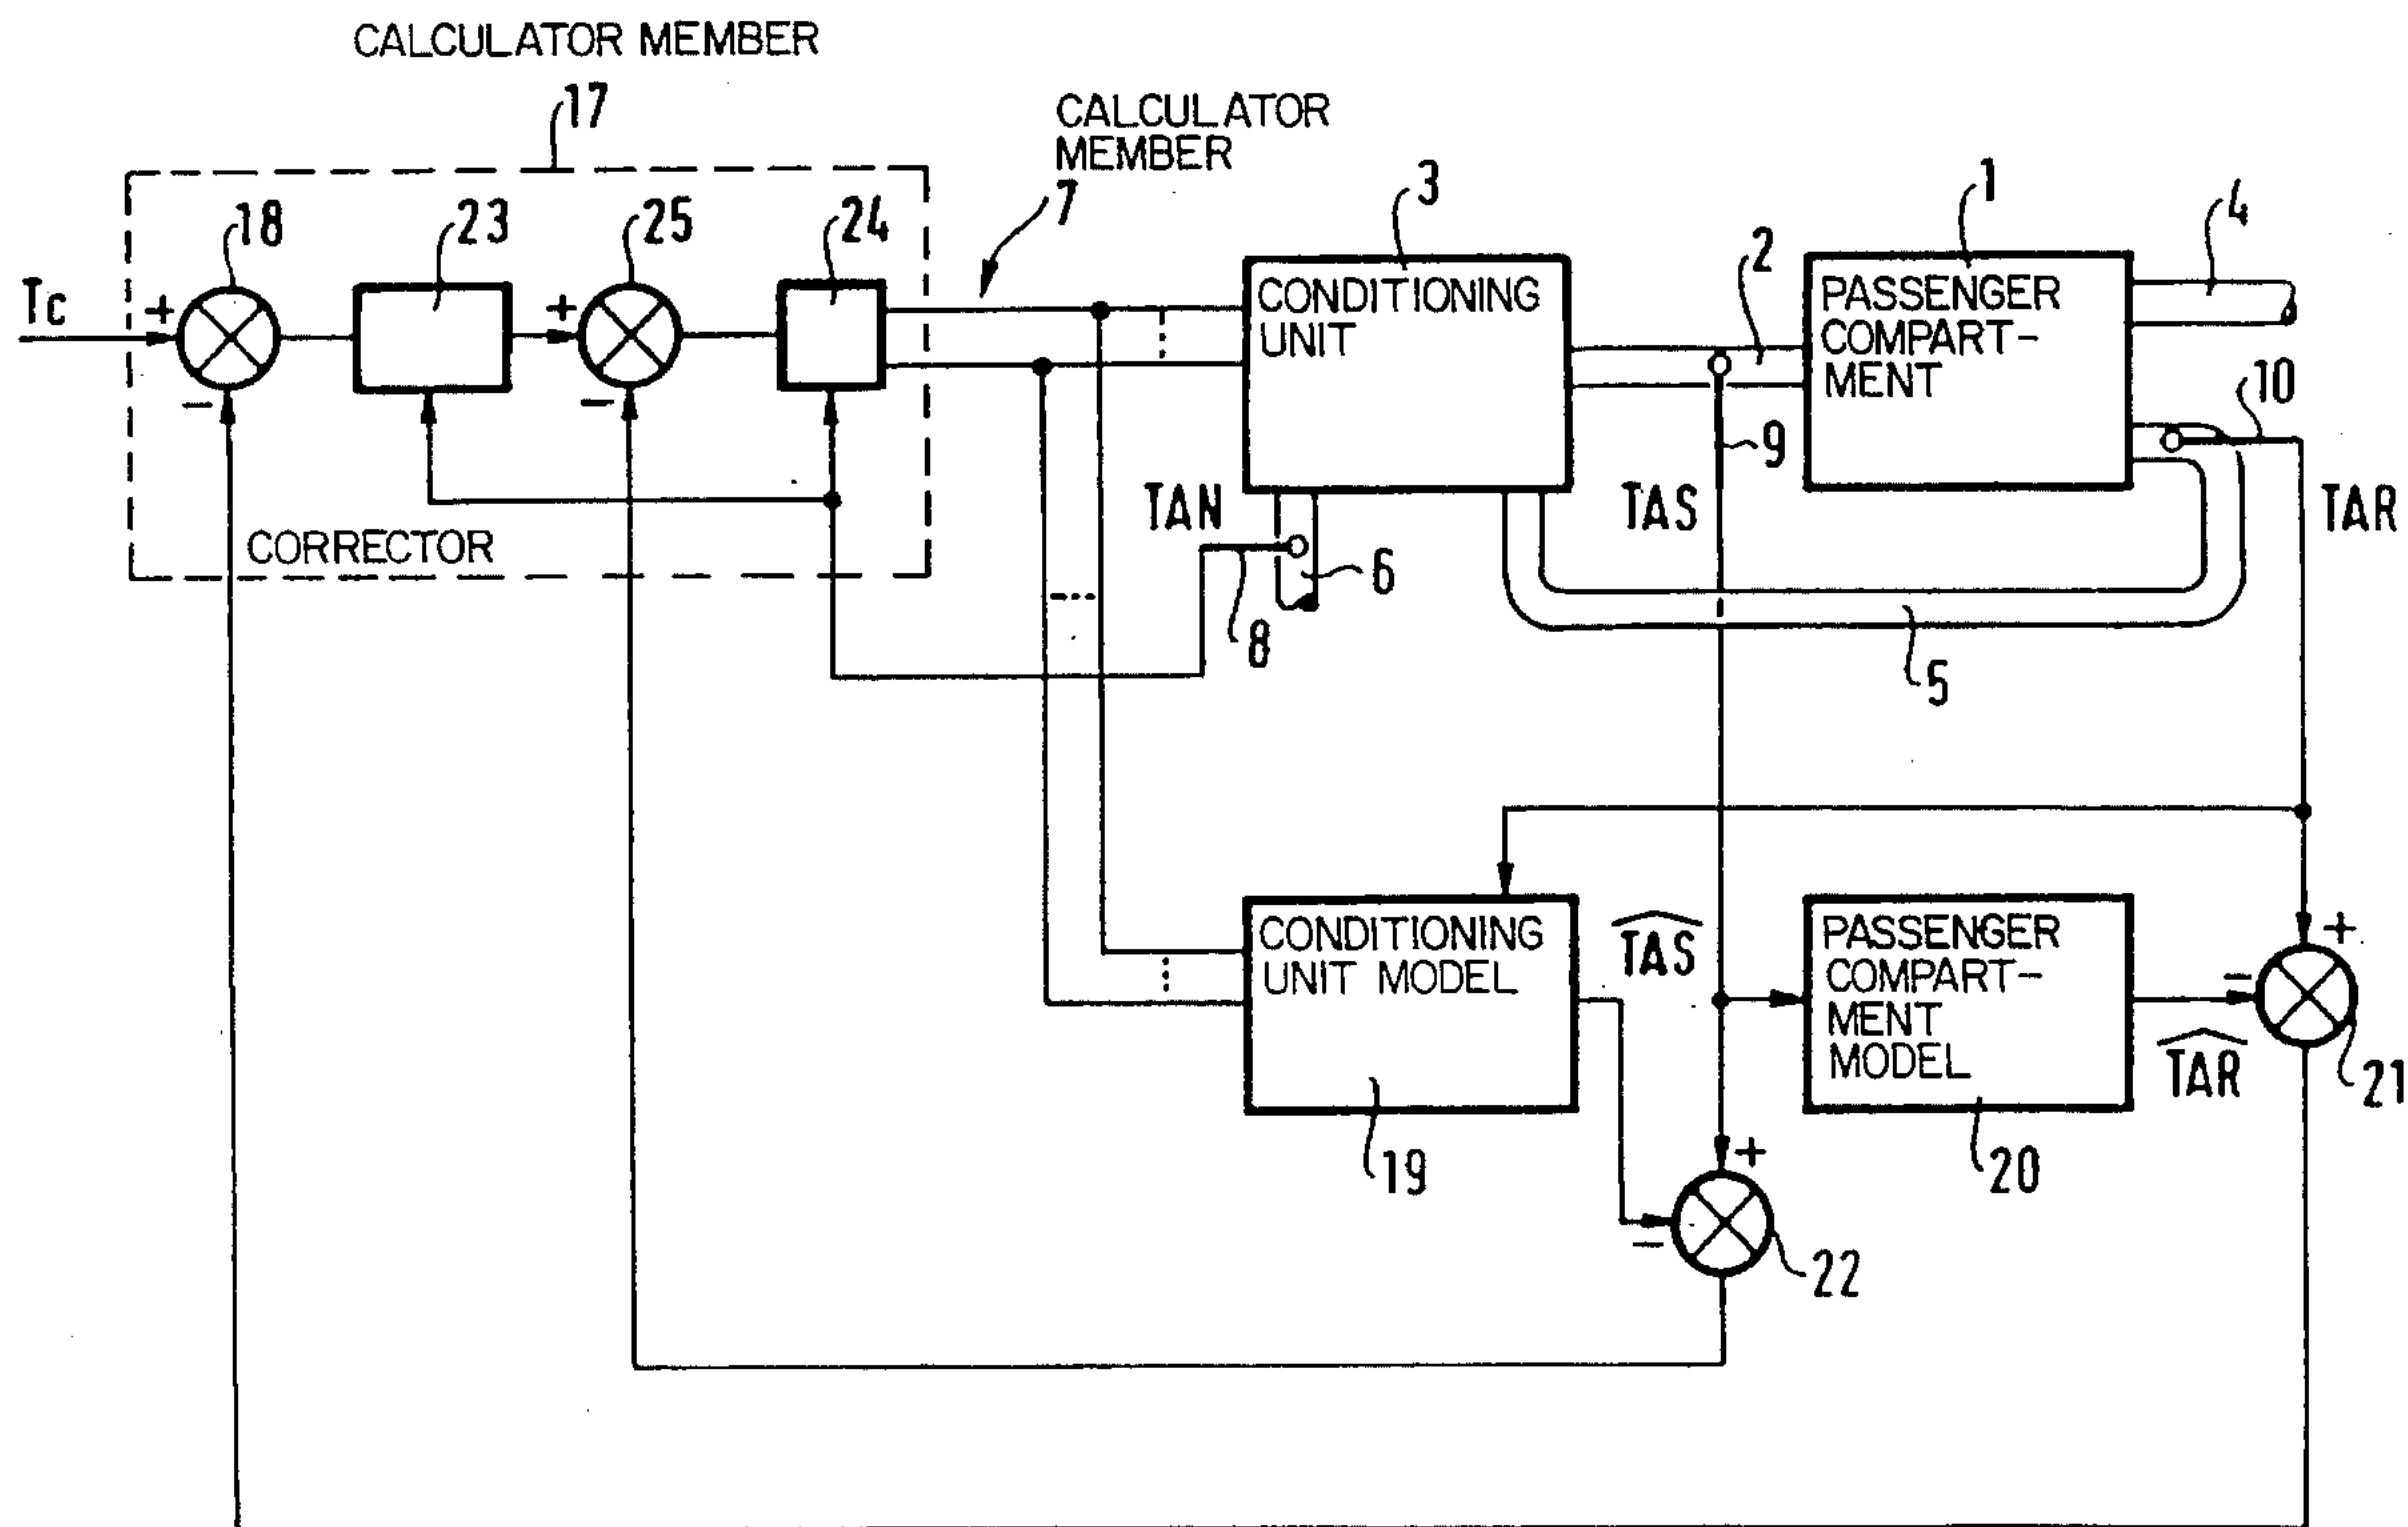 CALCULATOR MEMBER
17
CALCULATOR
MEMBER
7
3
1
4
18
23
25
24
2
Tc
+
+
CONDITIONING
UNIT
PASSENGER
COMPART-
MENT
10
-
-
9
TAN
TAS
TAR
CORRECTOR
6
8
5
CONDITIONING
UNIT MODEL
T̂AS
PASSENGER
COMPART-
MENT
MODEL
+
-
T̂AR
21
19
20
+
-
22